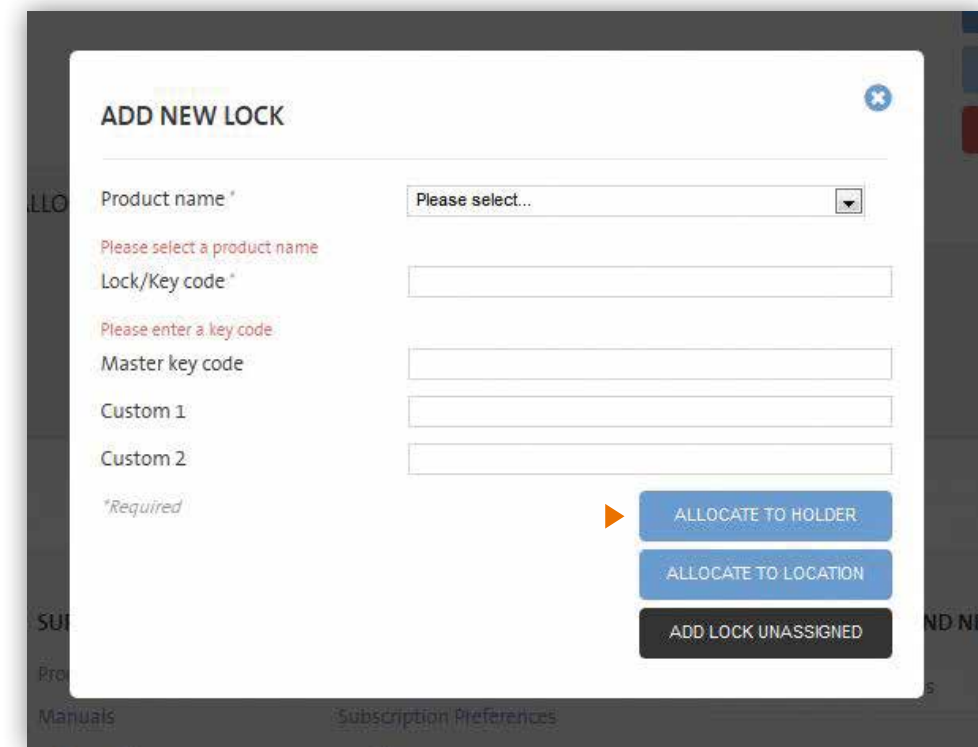 ADD NEW LOCK
Product name *
Please select...
Please select a product name
Lock/Key code *
Please enter a key code
Master key code
Custom 1
Custom 2
*Required
ALLOCATE TO HOLDER
ALLOCATE TO LOCATION
ADD LOCK UNASSIGNED
Manuals
Subscription Preferences